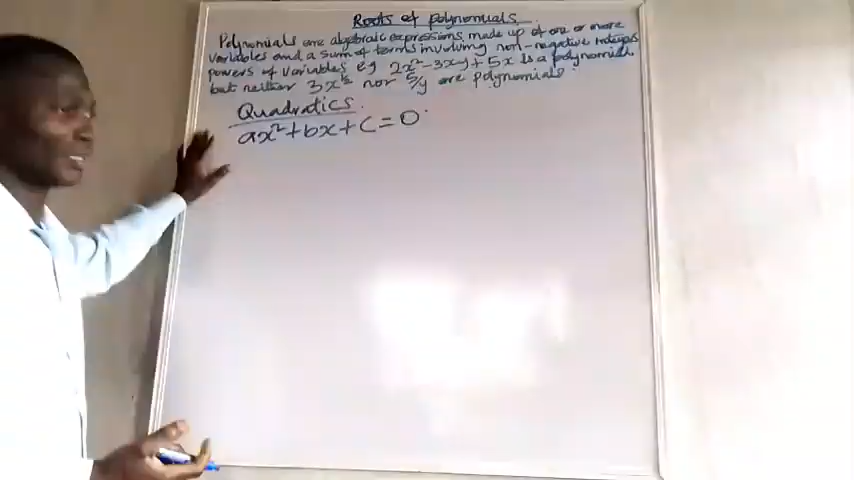 Roots of polynomials
Polynomials are algebraic expressions made up of one or more
variables and a sum of terms involving non-negative integers
powers of variables eg 2x² - 3xy + 5x is a polynomial
but neither 3x^½ nor 5/y are polynomials.
Quadratics
ax² + bx + c = 0